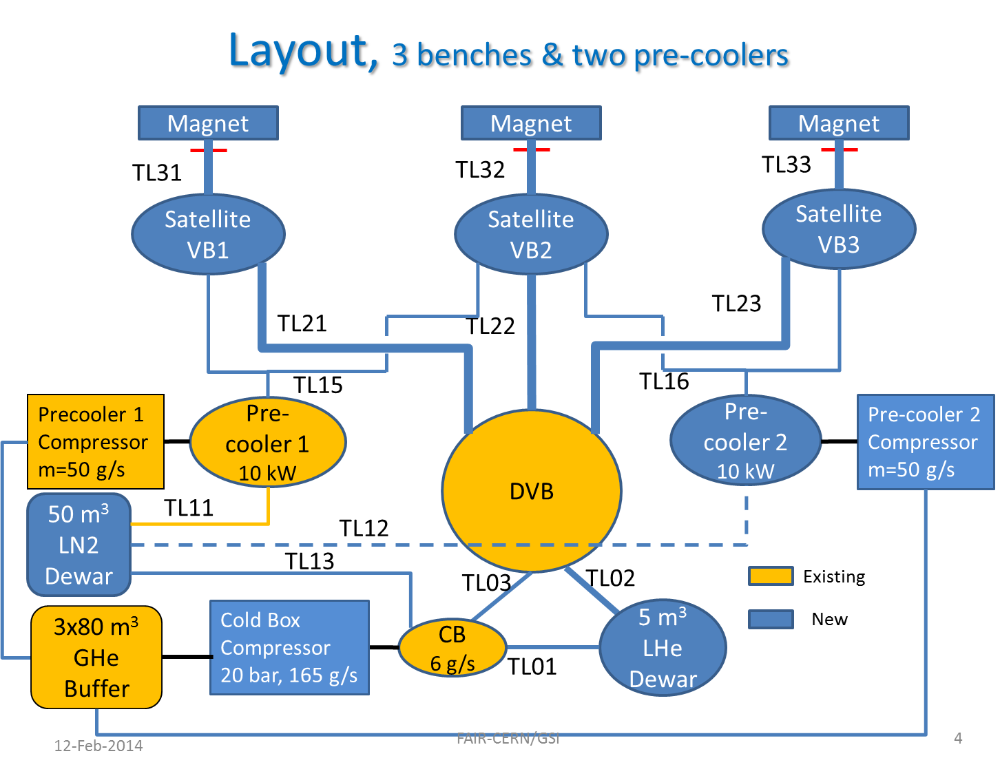 Layout, 3 benches & two pre-coolers
Magnet
Magnet
Magnet
TL31
TL32
TL33
Satellite
VB1
Satellite
VB2
Satellite
VB3
TL21
TL22
TL23
TL15
TL16
Precooler 1
Compressor
m=50 g/s
Pre-
cooler 1
10 kW
DVB
Pre-
cooler 2
10 kW
Pre-cooler 2
Compressor
m=50 g/s
50 m³
LN2
Dewar
TL11
TL12
TL13
TL03
TL02
Existing
New
3x80 m³
GHe
Buffer
Cold Box
Compressor
20 bar, 165 g/s
CB
6 g/s
TL01
5 m³
LHe
Dewar
12-Feb-2014
FAIR-CERN/GSI
4